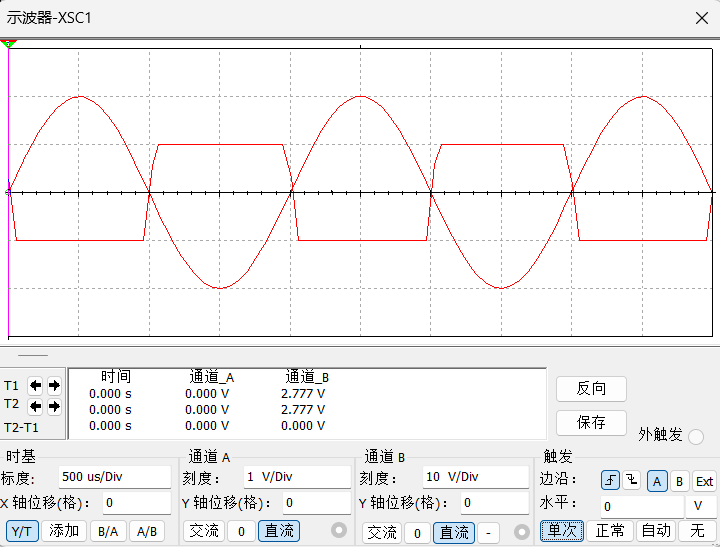 示波器-XSC1
时间 通道_A 通道_B
T1 0.000 s 0.000 V 2.777 V
T2 0.000 s 0.000 V 2.777 V
T2-T1 0.000 s 0.000 V 0.000 V
反向
保存
外触发
时基
标度: 500 us/Div
X 轴位移(格): 0
Y/T 添加 B/A A/B
通道 A
刻度: 1 V/Div
Y 轴位移(格): 0
交流 0 直流
通道 B
刻度: 10 V/Div
Y 轴位移(格): 0
交流 0 直流 -
触发
边沿: A B Ext
水平: 0 V
单次 正常 自动 无